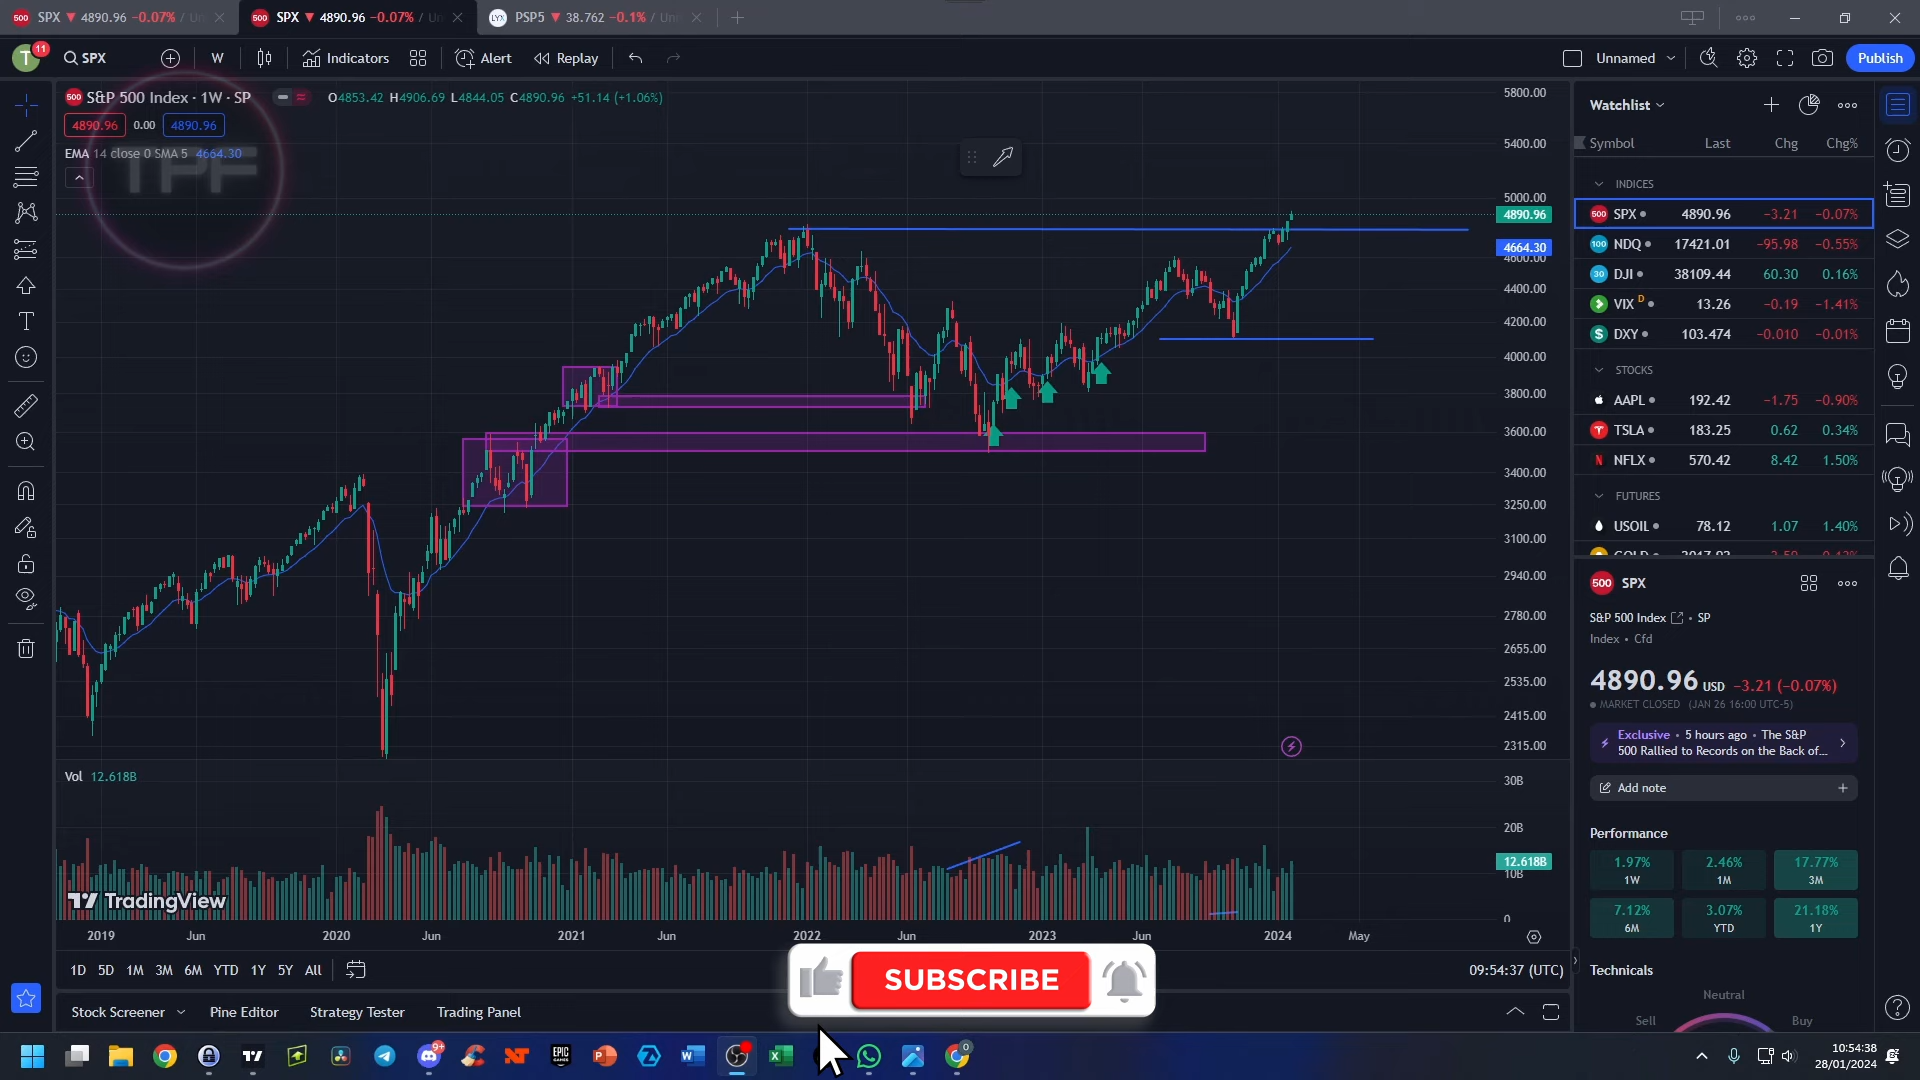 SPX 4890.96 -0.07% / Un
SPX 4890.96 -0.07% / Un
LYX PSP5 38.762 -0.1% / Un
T 11 SPX W Indicators Alert Replay Unnamed Publish
500 S&P 500 Index · 1W · SP O4853.42 H4906.69 L4844.05 C4890.96 +51.14 (+1.06%)
4890.96 0.00 4890.96
EMA 14 close 0 SMA 5 4664.30
TPF
5800.00
5400.00
5000.00
4890.96
4664.30
4600.00
4400.00
4200.00
4000.00
3800.00
3600.00
3400.00
3250.00
3100.00
2940.00
2780.00
2655.00
2535.00
2415.00
2315.00
Vol 12.618B
30B
20B
12.618B
10B
0
TradingView
2019 Jun 2020 Jun 2021 Jun 2022 Jun 2023 Jun 2024 May
1D 5D 1M 3M 6M YTD 1Y 5Y All 09:54:37 (UTC)
SUBSCRIBE
Stock Screener Pine Editor Strategy Tester Trading Panel
Watchlist
Symbol Last Chg Chg%
INDICES
500 SPX 4890.96 −3.21 −0.07%
100 NDQ 17421.01 −95.98 −0.55%
30 DJI 38109.44 60.30 0.16%
VIX D 13.26 −0.19 −1.41%
$ DXY 103.474 −0.010 −0.01%
STOCKS
AAPL 192.42 −1.75 −0.90%
TSLA 183.25 0.62 0.34%
N NFLX 570.42 8.42 1.50%
FUTURES
USOIL 78.12 1.07 1.40%
500 SPX
S&P 500 Index • SP
Index • Cfd
4890.96 USD −3.21 (−0.07%)
MARKET CLOSED (JAN 26 16:00 UTC-5)
Exclusive • 5 hours ago • The S&P
500 Rallied to Records on the Back of...
Add note
Performance
1.97% 2.46% 17.77%
1W 1M 3M
7.12% 3.07% 21.18%
6M YTD 1Y
Technicals
Neutral
Sell Buy
10:54:38
28/01/2024